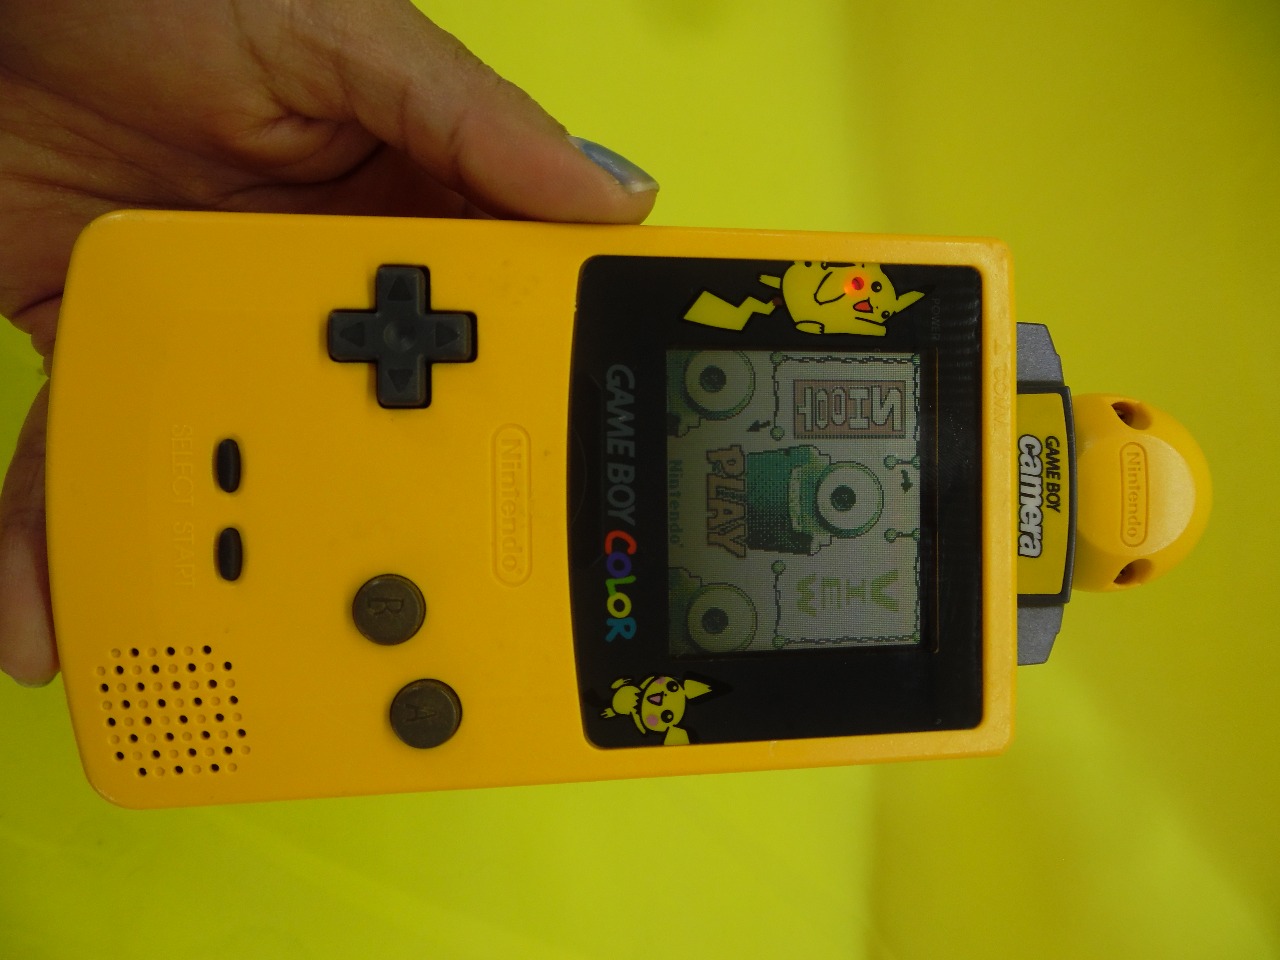 Nintendo®
GAME BOY
camera
POWER
SHOOT
VIEW
PLAY
Nintendo®
GAME BOY COLOR
Nintendo®
B
A
SELECT
START